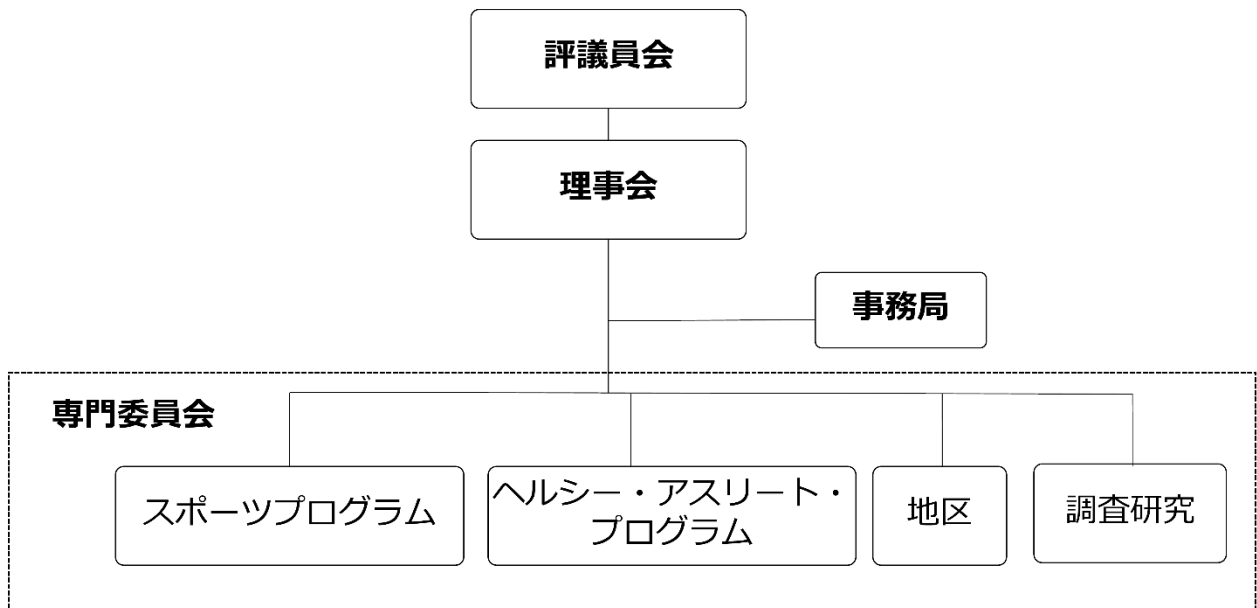 評議員会
理事会
事務局
専門委員会
スポーツプログラム
ヘルシー・アスリート・
プログラム
地区
調査研究